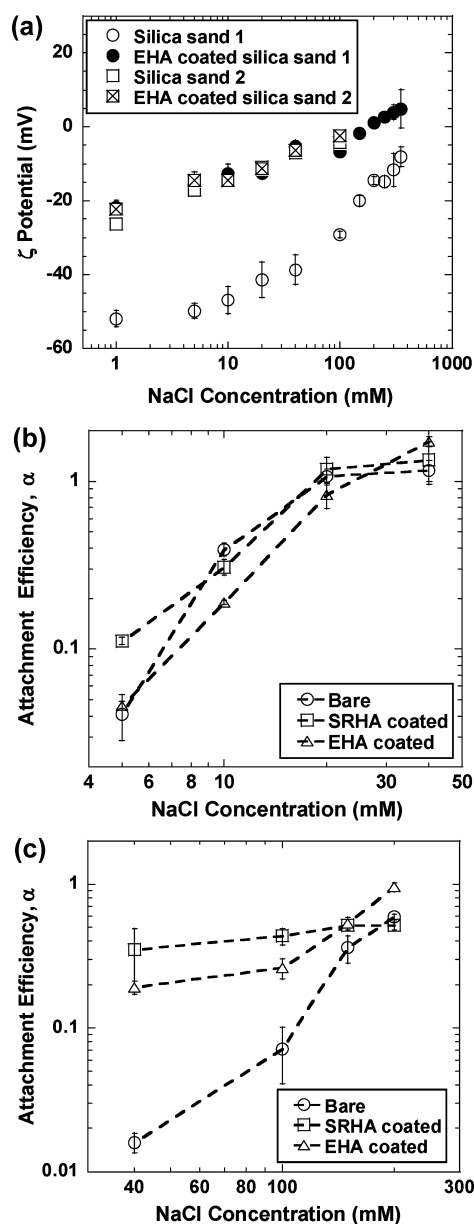 (a)
Silica sand 1
EHA coated silica sand 1
Silica sand 2
EHA coated silica sand 2
20
0
-20
-40
-60
ζ Potential (mV)
1
10
100
1000
NaCl Concentration (mM)
(b)
1
0.1
Attachment Efficiency, α
Bare
SRHA coated
EHA coated
4
6
8
10
30
50
NaCl Concentration (mM)
(c)
1
0.1
0.01
Attachment Efficiency, α
Bare
SRHA coated
EHA coated
40
60
80
100
300
NaCl Concentration (mM)